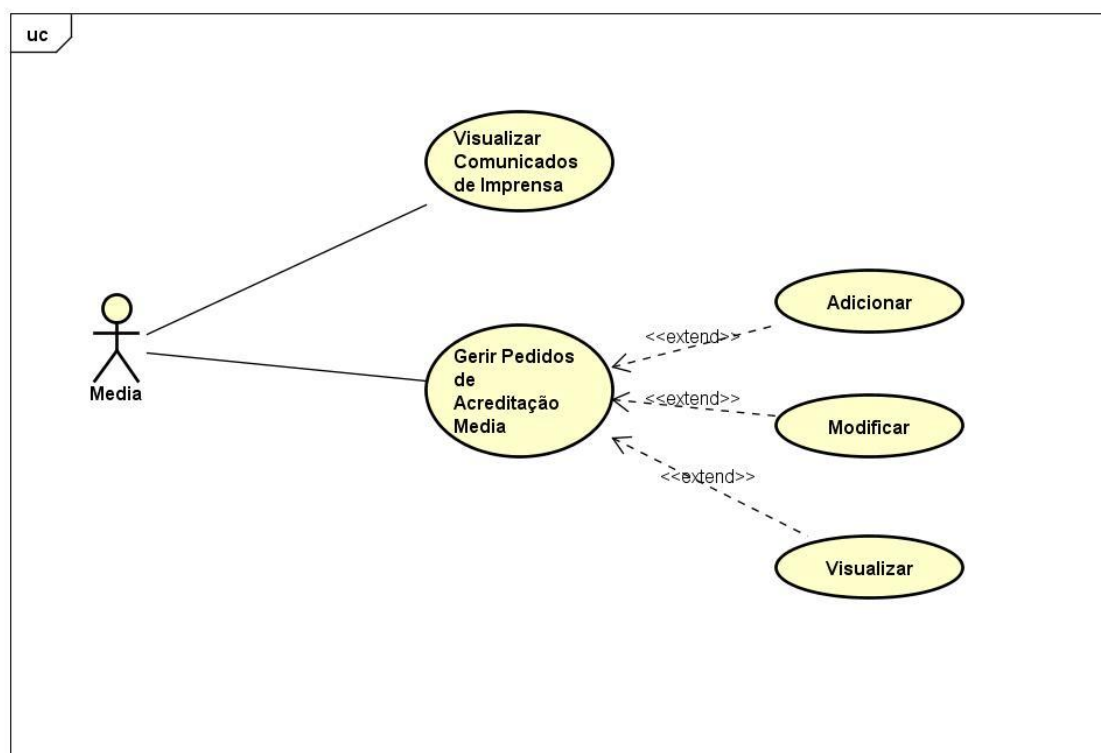 uc
Visualizar
Comunicados
de Imprensa
Adicionar
<<extend>>
Gerir Pedidos
de
Acreditação
Media
<<extend>>
Modificar
Media
<<extend>>
Visualizar